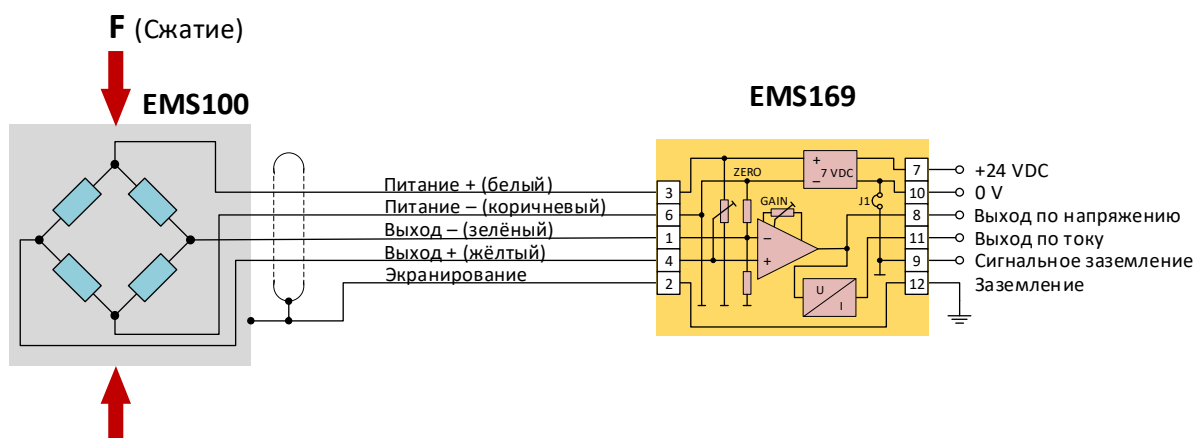 F (Сжатие)
EMS100
EMS169
Питание + (белый)
Питание – (коричневый)
Выход – (зелёный)
Выход + (жёлтый)
Экранирование
3
6
1
4
2
ZERO
GAIN
+
–
7 VDC
J1
–
+
U
I
7
10
8
11
9
12
+24 VDC
0 V
Выход по напряжению
Выход по току
Сигнальное заземление
Заземление